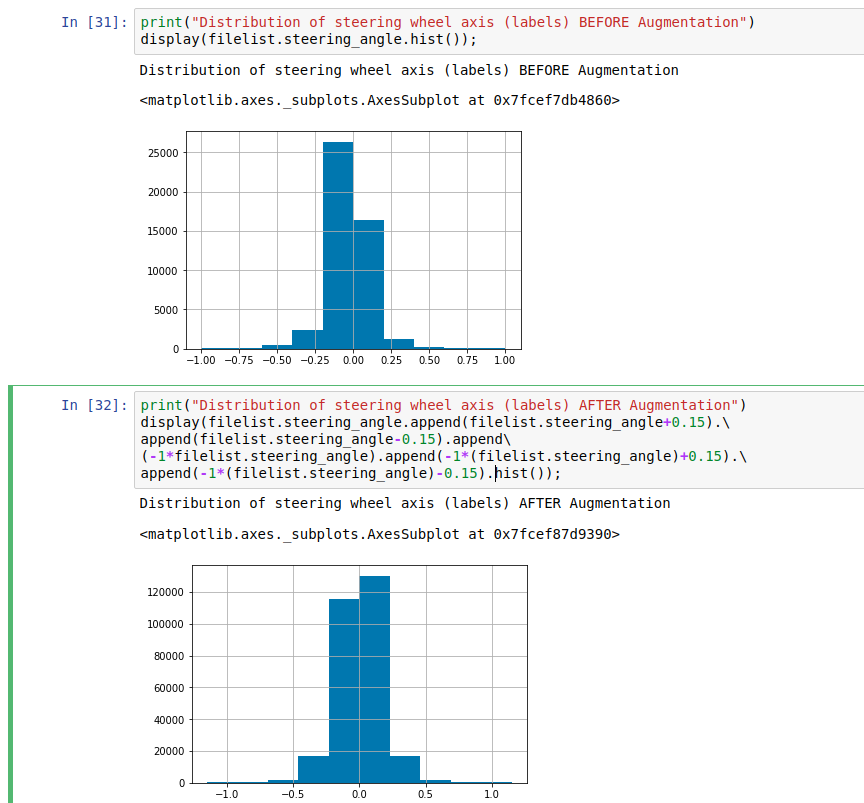 In [31]: print("Distribution of steering wheel axis (labels) BEFORE Augmentation")
display(filelist.steering_angle.hist());
Distribution of steering wheel axis (labels) BEFORE Augmentation
<matplotlib.axes._subplots.AxesSubplot at 0x7fcef7db4860>
25000
20000
15000
10000
5000
0
−1.00 −0.75 −0.50 −0.25 0.00 0.25 0.50 0.75 1.00
In [32]: print("Distribution of steering wheel axis (labels) AFTER Augmentation")
display(filelist.steering_angle.append(filelist.steering_angle+0.15).\
append(filelist.steering_angle-0.15).append\
(-1*filelist.steering_angle).append(-1*(filelist.steering_angle)+0.15).\
append(-1*(filelist.steering_angle)-0.15).hist());
Distribution of steering wheel axis (labels) AFTER Augmentation
<matplotlib.axes._subplots.AxesSubplot at 0x7fcef87d9390>
120000
100000
80000
60000
40000
20000
0
−1.0 −0.5 0.0 0.5 1.0